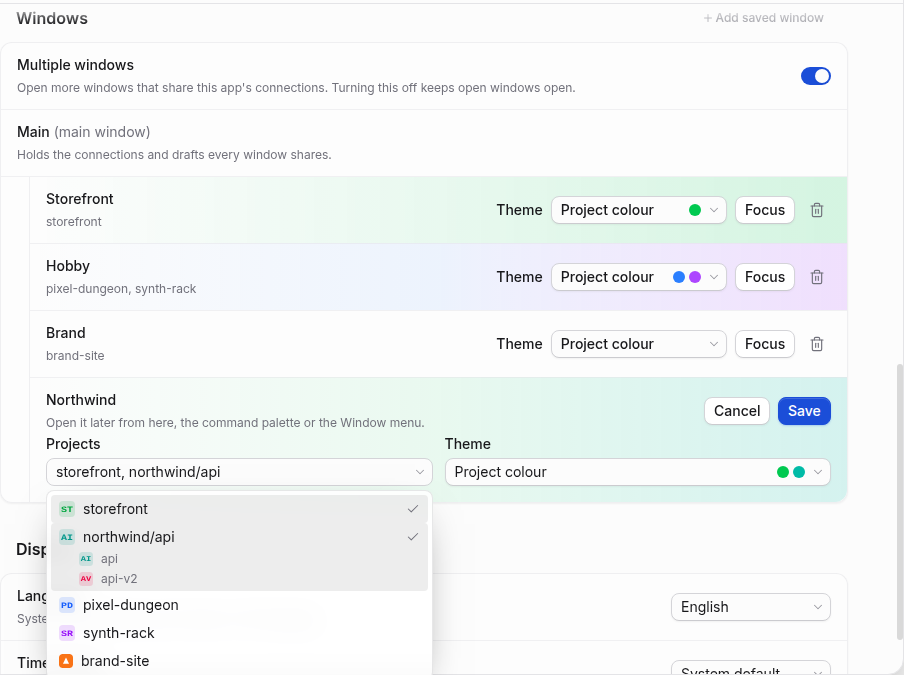 Windows
+ Add saved window
Multiple windows
Open more windows that share this app's connections. Turning this off keeps open windows open.
Main (main window)
Holds the connections and drafts every window shares.
Storefront
storefront
Theme
Project colour
Focus
Hobby
pixel-dungeon, synth-rack
Theme
Project colour
Focus
Brand
brand-site
Theme
Project colour
Focus
Northwind
Open it later from here, the command palette or the Window menu.
Cancel
Save
Projects
Theme
storefront, northwind/api
Project colour
ST storefront
AI northwind/api
AI api
AV api-v2
PD pixel-dungeon
SR synth-rack
brand-site
English
System default